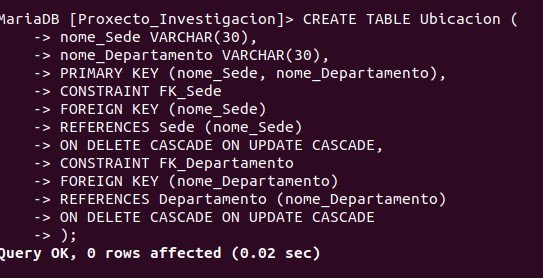 MariaDB [Proxecto_Investigacion]> CREATE TABLE Ubicacion (
-> nome_Sede VARCHAR(30),
-> nome_Departamento VARCHAR(30),
-> PRIMARY KEY (nome_Sede, nome_Departamento),
-> CONSTRAINT FK_Sede
-> FOREIGN KEY (nome_Sede)
-> REFERENCES Sede (nome_Sede)
-> ON DELETE CASCADE ON UPDATE CASCADE,
-> CONSTRAINT FK_Departamento
-> FOREIGN KEY (nome_Departamento)
-> REFERENCES Departamento (nome_Departamento)
-> ON DELETE CASCADE ON UPDATE CASCADE
-> );
Query OK, 0 rows affected (0.02 sec)